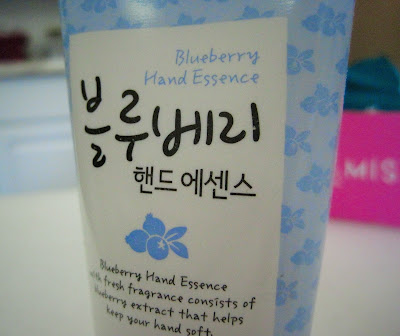 Blueberry
Hand Essence
블루베리
핸드에센스
Blueberry Hand Essence
with fresh fragrance consists of
blueberry extract that helps
keep your hand soft.
MIS